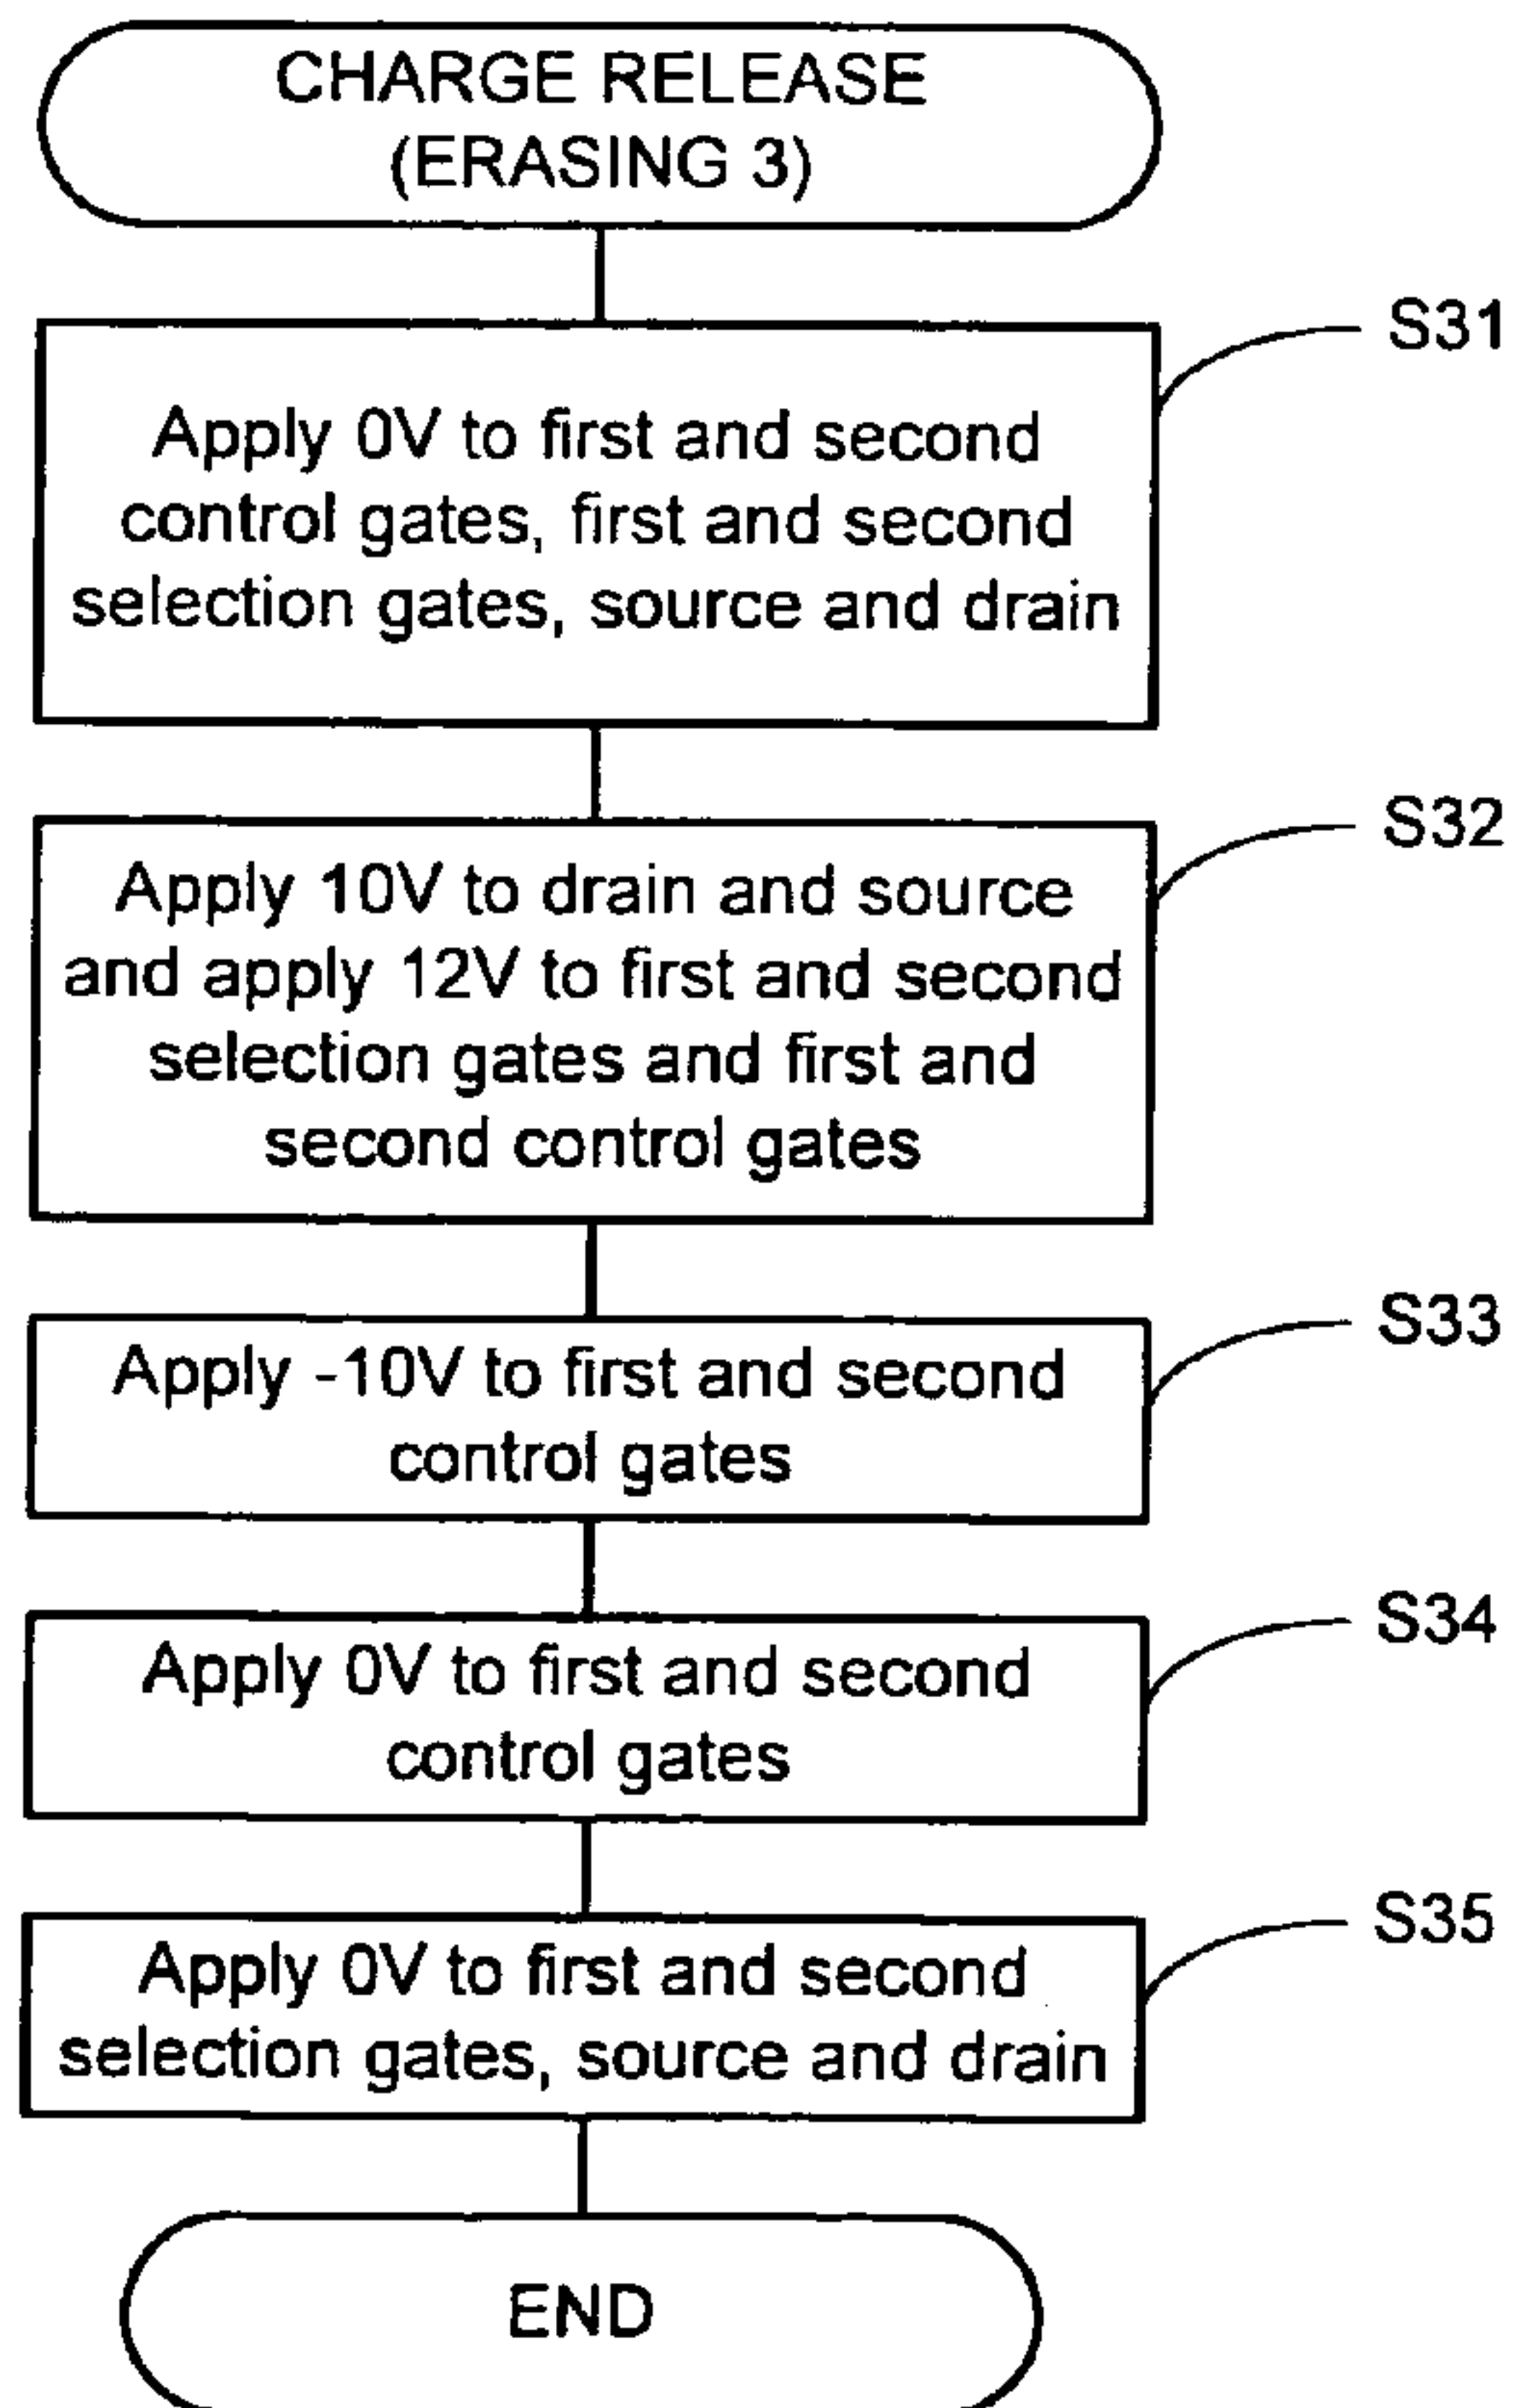 CHARGE RELEASE
(ERASING 3)
S31
Apply 0V to first and second
control gates, first and second
selection gates, source and drain
S32
Apply 10V to drain and source
and apply 12V to first and second
selection gates and first and
second control gates
S33
Apply -10V to first and second
control gates
S34
Apply 0V to first and second
control gates
S35
Apply 0V to first and second
selection gates, source and drain
END